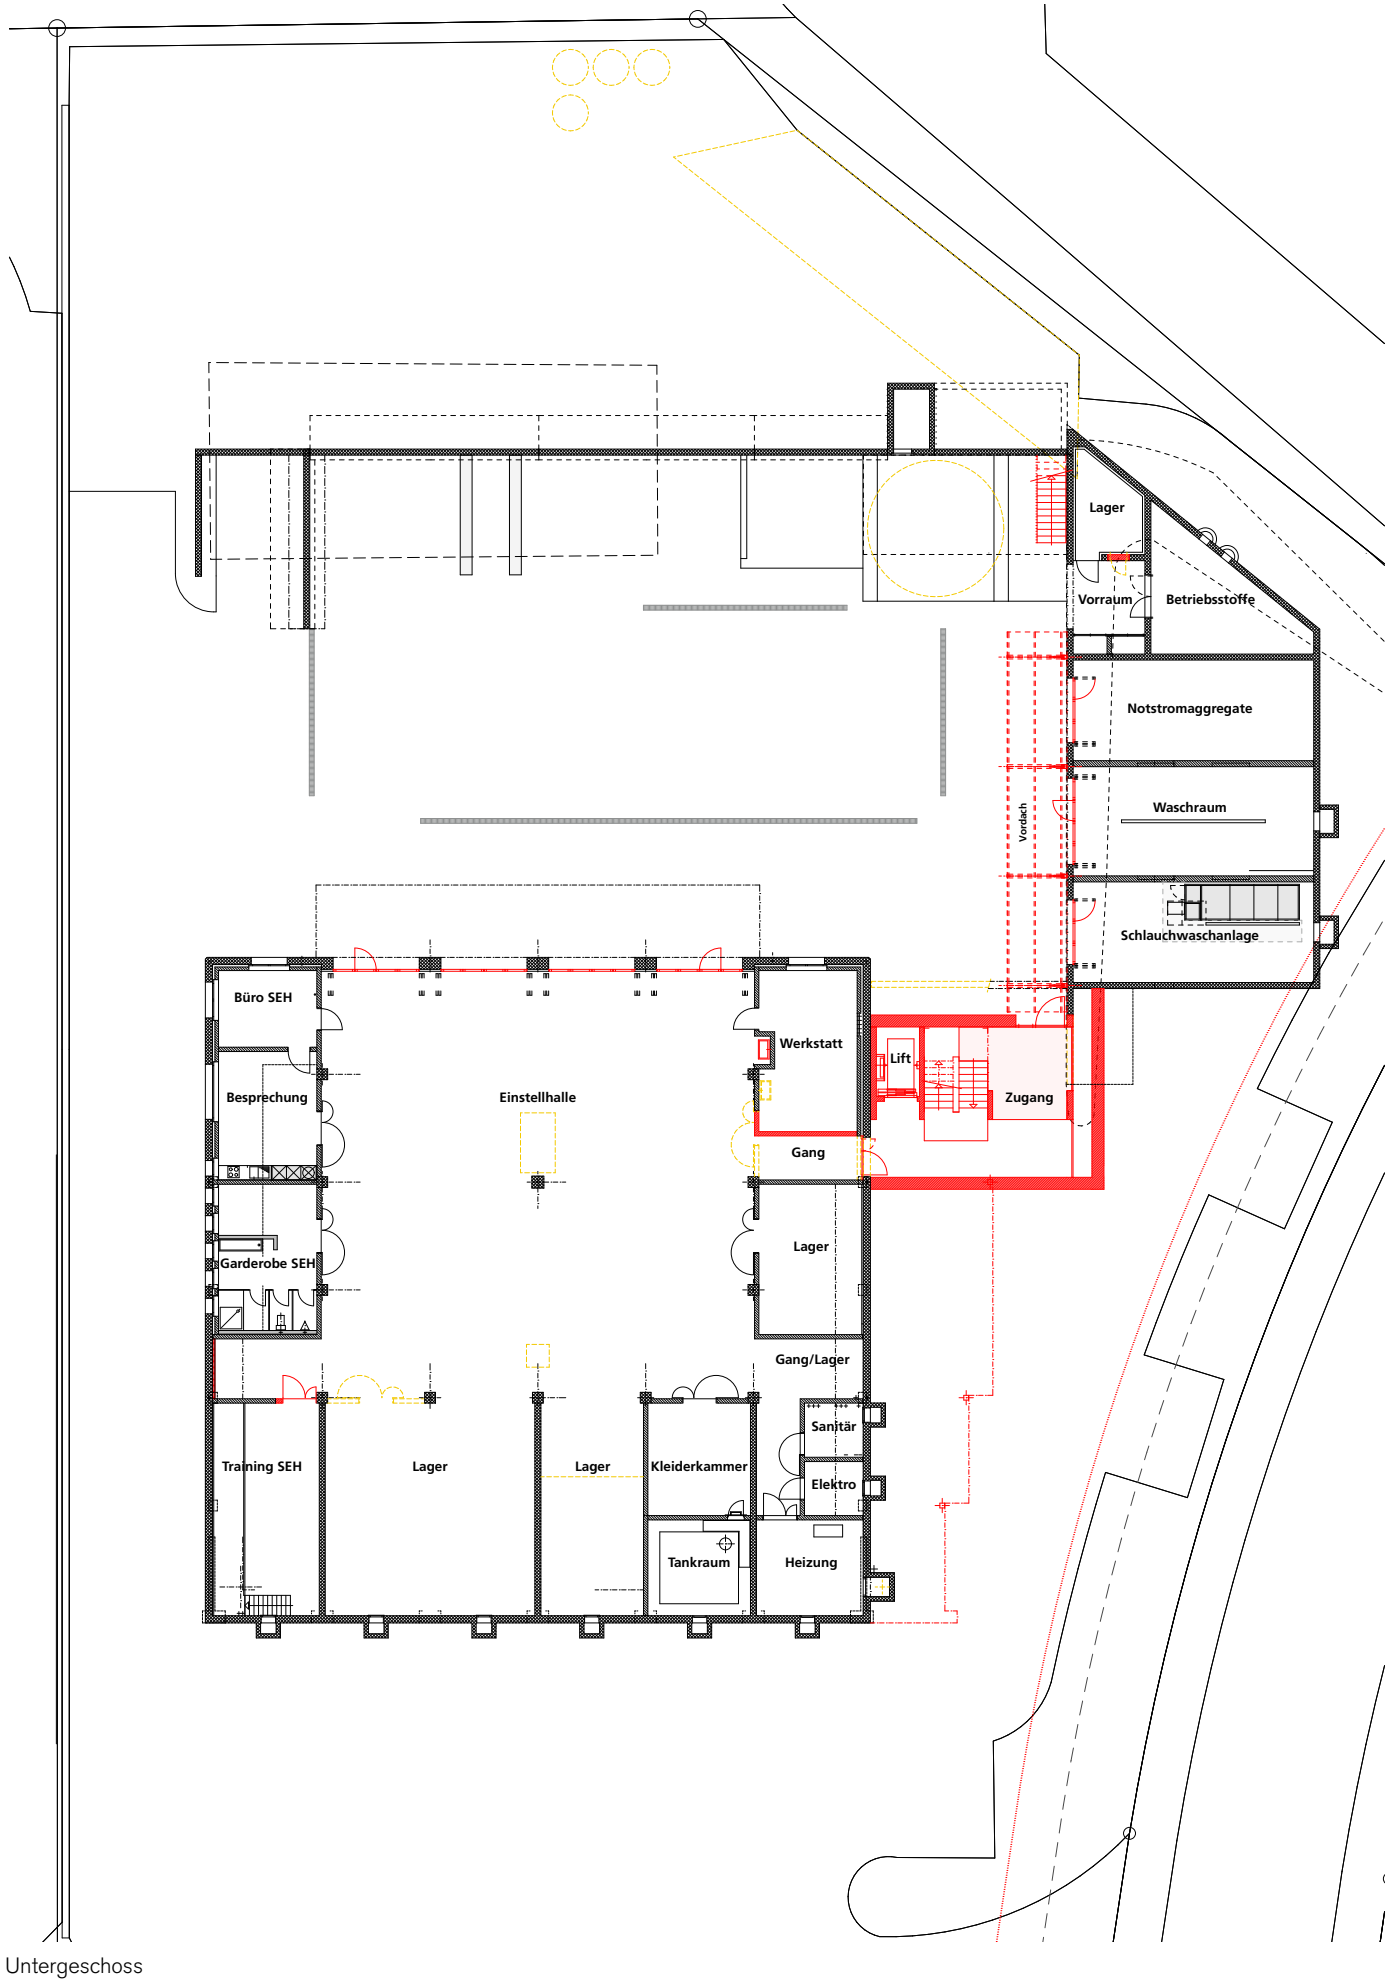 Lager
Vorraum
Betriebsstoffe
Notstromaggregate
Waschraum
Vordach
Schlauchwaschanlage
Büro SEH
Werkstatt
Lift
Besprechung
Einstellhalle
Zugang
Gang
Lager
Garderobe SEH
Gang/Lager
Sanitär
Training SEH
Lager
Lager
Kleiderkammer
Elektro
Tankraum
Heizung
Untergeschoss